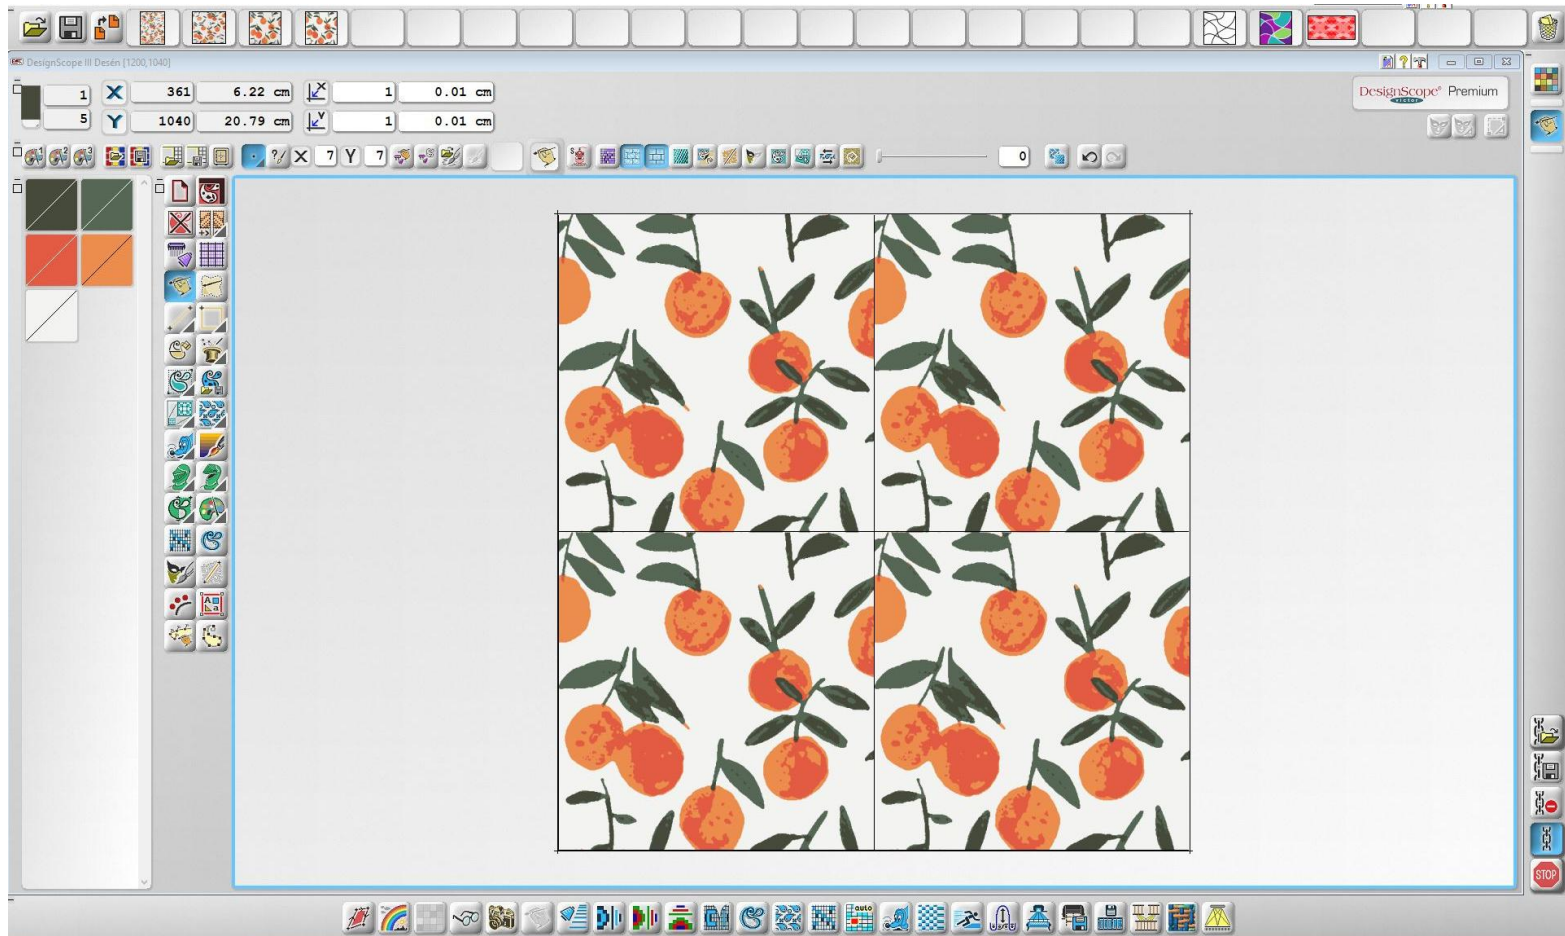 DesignScope III Desén [1200,1040]
1 X 361 6.22 cm 1 0.01 cm
5 Y 1040 20.79 cm 1 0.01 cm
DesignScope® Premium
victor
X 7 Y 7 0
STOP
auto